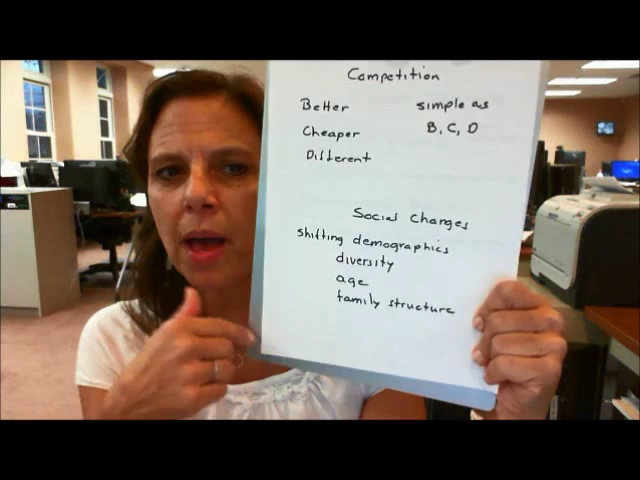 Competition
Better simple as
Cheaper B, C, D
Different
Social Changes
Shifting demographics
diversity
age
family structure